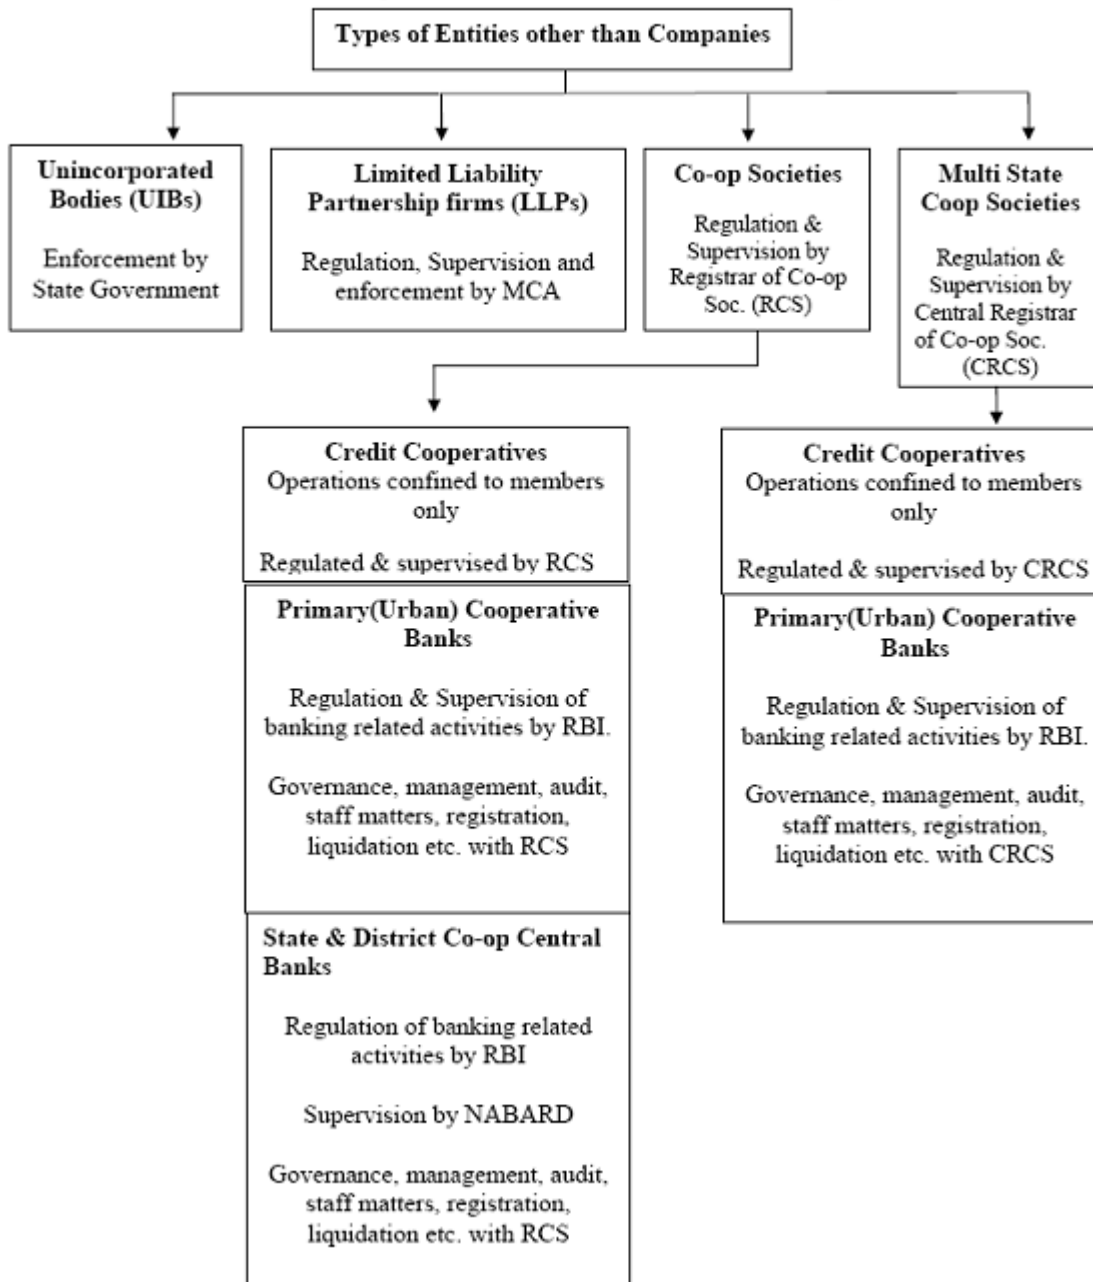 Types of Entities other than Companies
Unincorporated
Bodies (UIBs)
Enforcement by
State Government
Limited Liability
Partnership firms (LLPs)
Regulation, Supervision and
enforcement by MCA
Co-op Societies
Regulation &
Supervision by
Registrar of Co-op
Soc. (RCS)
Multi State
Coop Societies
Regulation &
Supervision by
Central Registrar
of Co-op Soc.
(CRCS)
Credit Cooperatives
Operations confined to members
only
Regulated & supervised by RCS
Primary(Urban) Cooperative
Banks
Regulation & Supervision of
banking related activities by RBI.
Governance, management, audit,
staff matters, registration,
liquidation etc. with RCS
State & District Co-op Central
Banks
Regulation of banking related
activities by RBI
Supervision by NABARD
Governance, management, audit,
staff matters, registration,
liquidation etc. with RCS
Credit Cooperatives
Operations confined to members
only
Regulated & supervised by CRCS
Primary(Urban) Cooperative
Banks
Regulation & Supervision of
banking related activities by RBI.
Governance, management, audit,
staff matters, registration,
liquidation etc. with CRCS